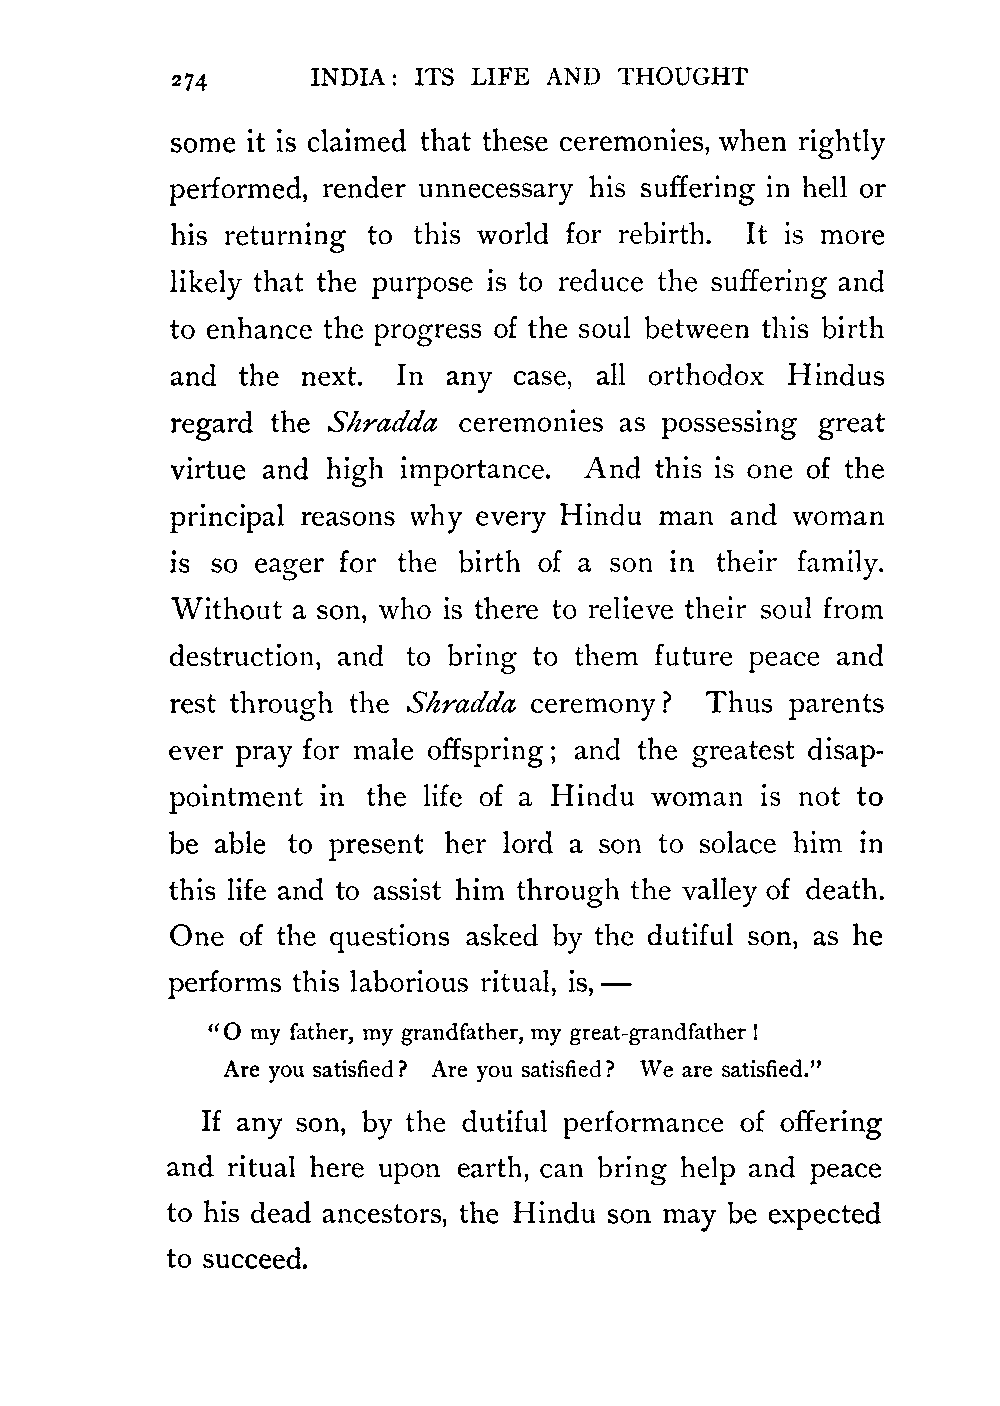 274 INDIA: ITS LIFE AND THOUGHT
some it is claimed that these ceremonies, when rightly
performed, render unnecessary his suffering in hell or
his returning to this world for rebirth. It is more
likely that the purpose is to reduce the suffering and
to enhance the progress of the soul between this birth
and the next. In any case, all orthodox Hindus
regard the Shradda ceremonies as possessing great
virtue and high importance. And this is one of the
principal reasons why every Hindu man and woman
is so eager for the birth of a son in their family.
Without a son, who is there to relieve their soul from
destruction, and to bring to them future peace and
rest through the Shradda ceremony? Thus parents
ever pray for male offspring; and the greatest disap-
pointment in the life of a Hindu woman is not to
be able to present her lord a son to solace him in
this life and to assist him through the valley of death.
One of the questions asked by the dutiful son, as he
performs this laborious ritual, is, —
"O my father, my grandfather, my great-grandfather!
Are you satisfied? Are you satisfied? We are satisfied."
If any son, by the dutiful performance of offering
and ritual here upon earth, can bring help and peace
to his dead ancestors, the Hindu son may be expected
to succeed.